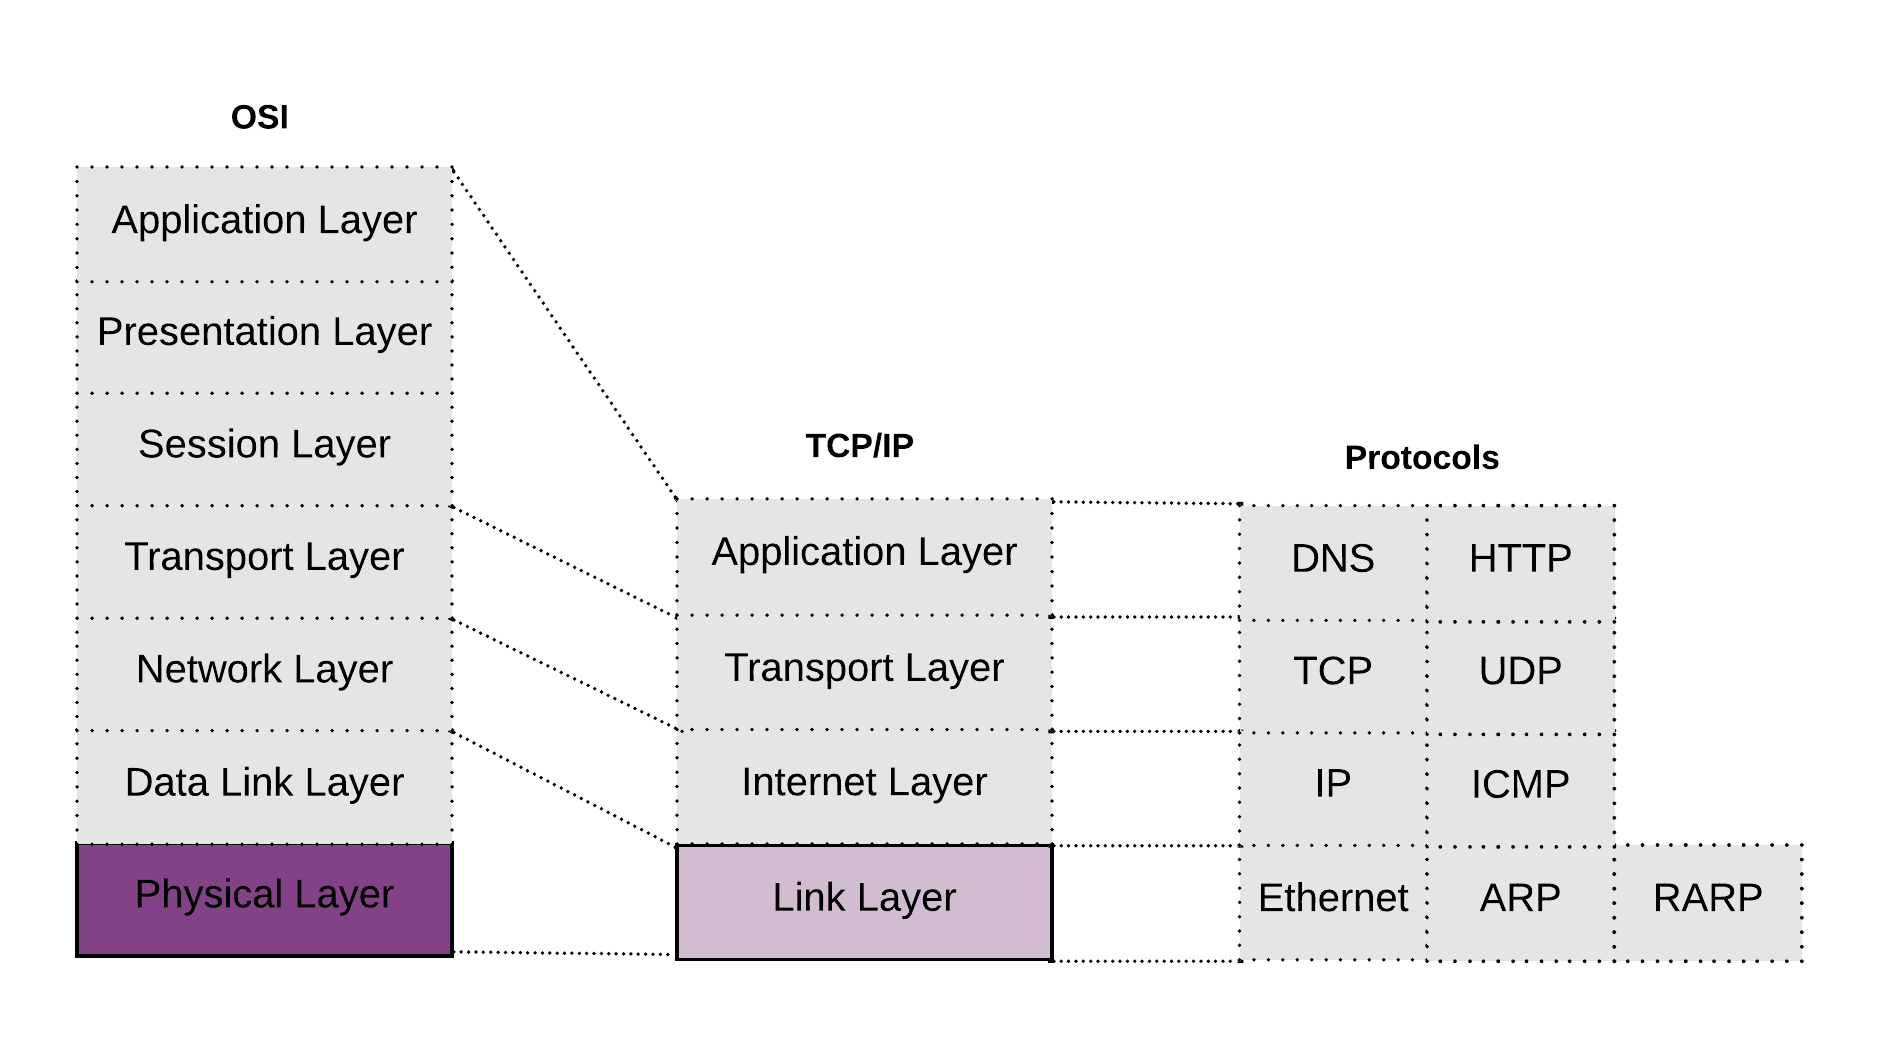 OSI
Application Layer
Presentation Layer
Session Layer
Transport Layer
Network Layer
Data Link Layer
Physical Layer
TCP/IP
Application Layer
Transport Layer
Internet Layer
Link Layer
Protocols
DNS HTTP
TCP UDP
IP ICMP
Ethernet ARP RARP